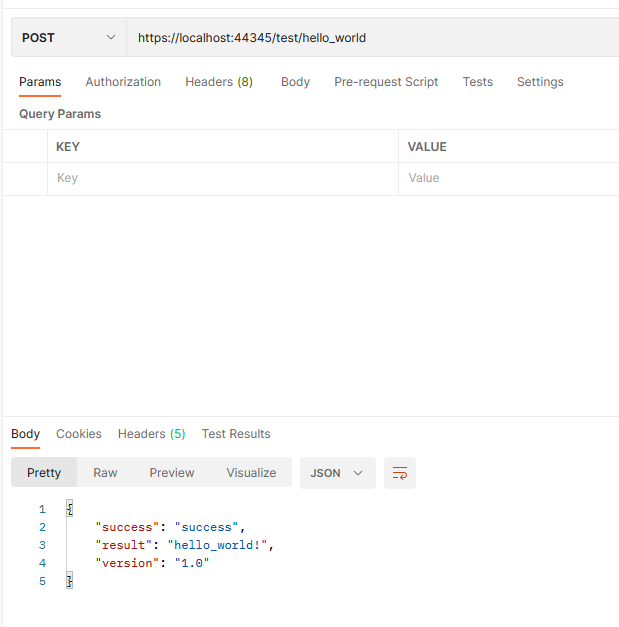 POST https://localhost:44345/test/hello_world
Params Authorization Headers (8) Body Pre-request Script Tests Settings
Query Params
KEY VALUE
Key Value
Body Cookies Headers (5) Test Results
Pretty Raw Preview Visualize JSON
1 {
2 "success": "success",
3 "result": "hello_world!",
4 "version": "1.0"
5 }